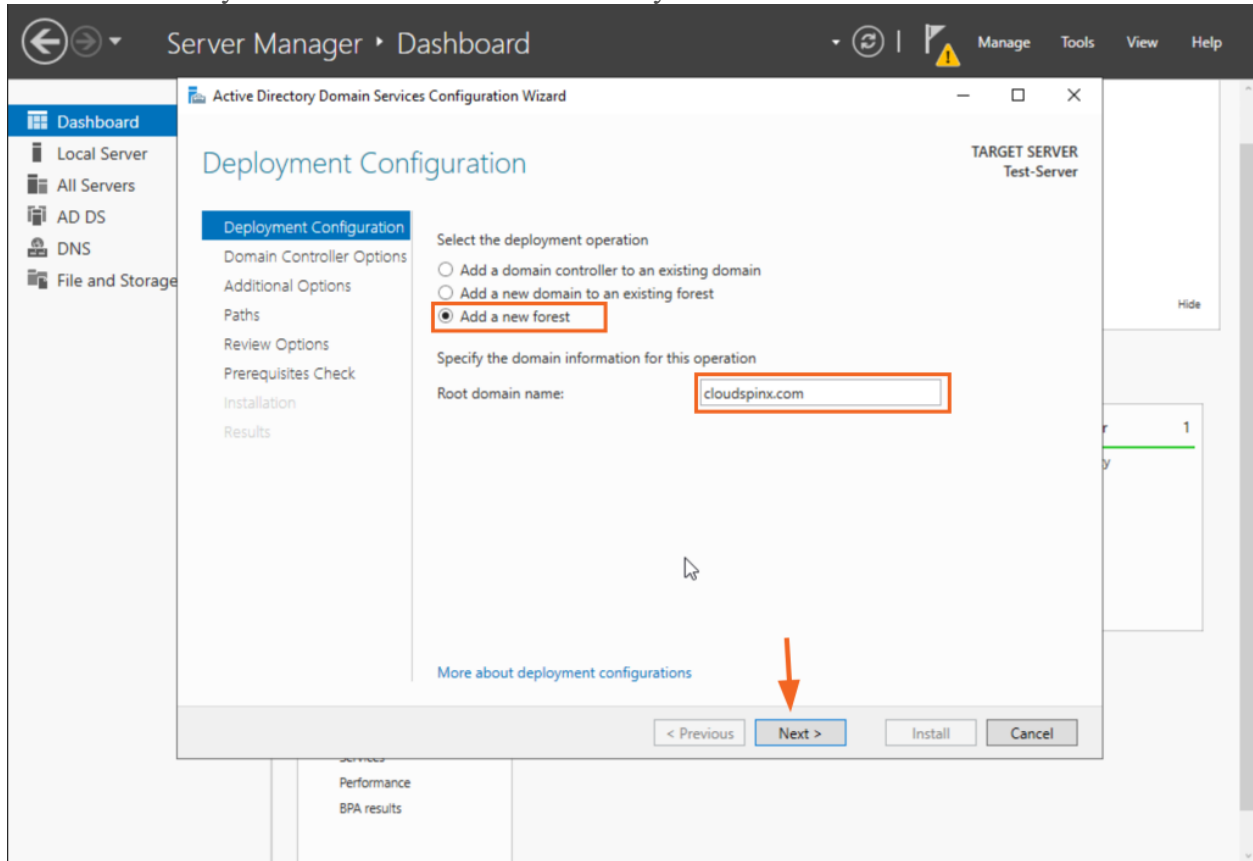 Server Manager ‣ Dashboard
Manage Tools View Help
Active Directory Domain Services Configuration Wizard
Dashboard
Local Server
All Servers
AD DS
DNS
File and Storage
Deployment Configuration
TARGET SERVER
Test-Server
Deployment Configuration
Domain Controller Options
Additional Options
Paths
Review Options
Prerequisites Check
Installation
Results
Select the deployment operation
Add a domain controller to an existing domain
Add a new domain to an existing forest
Add a new forest
Specify the domain information for this operation
Root domain name: cloudspinx.com
More about deployment configurations
< Previous Next > Install Cancel
Hide
r 1
y
Performance
BPA results